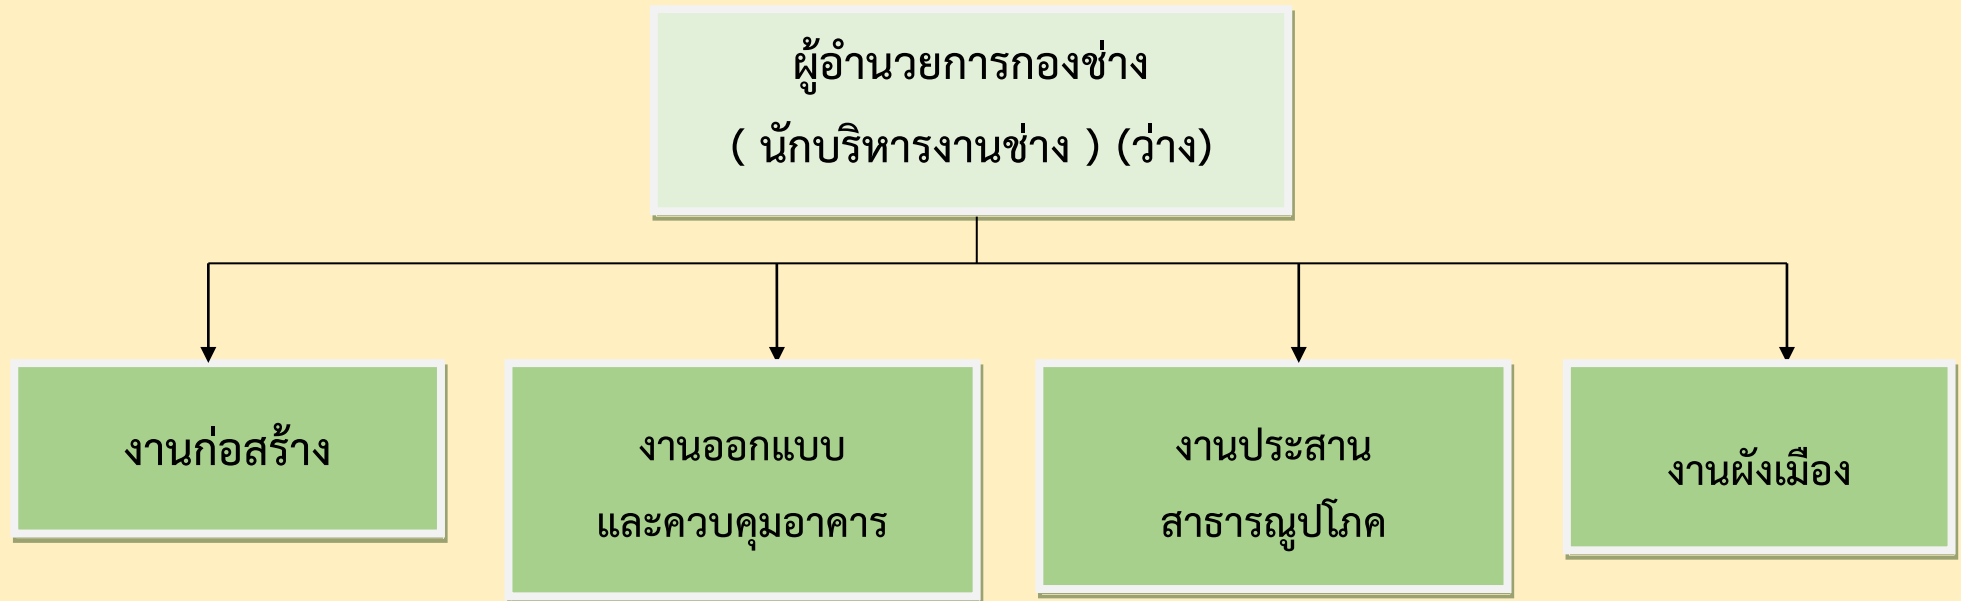 ผู้อำนวยการกองช่าง
( นักบริหารงานช่าง ) (ว่าง)
งานก่อสร้าง
งานออกแบบ
และควบคุมอาคาร
งานประสาน
สาธารณูปโภค
งานผังเมือง